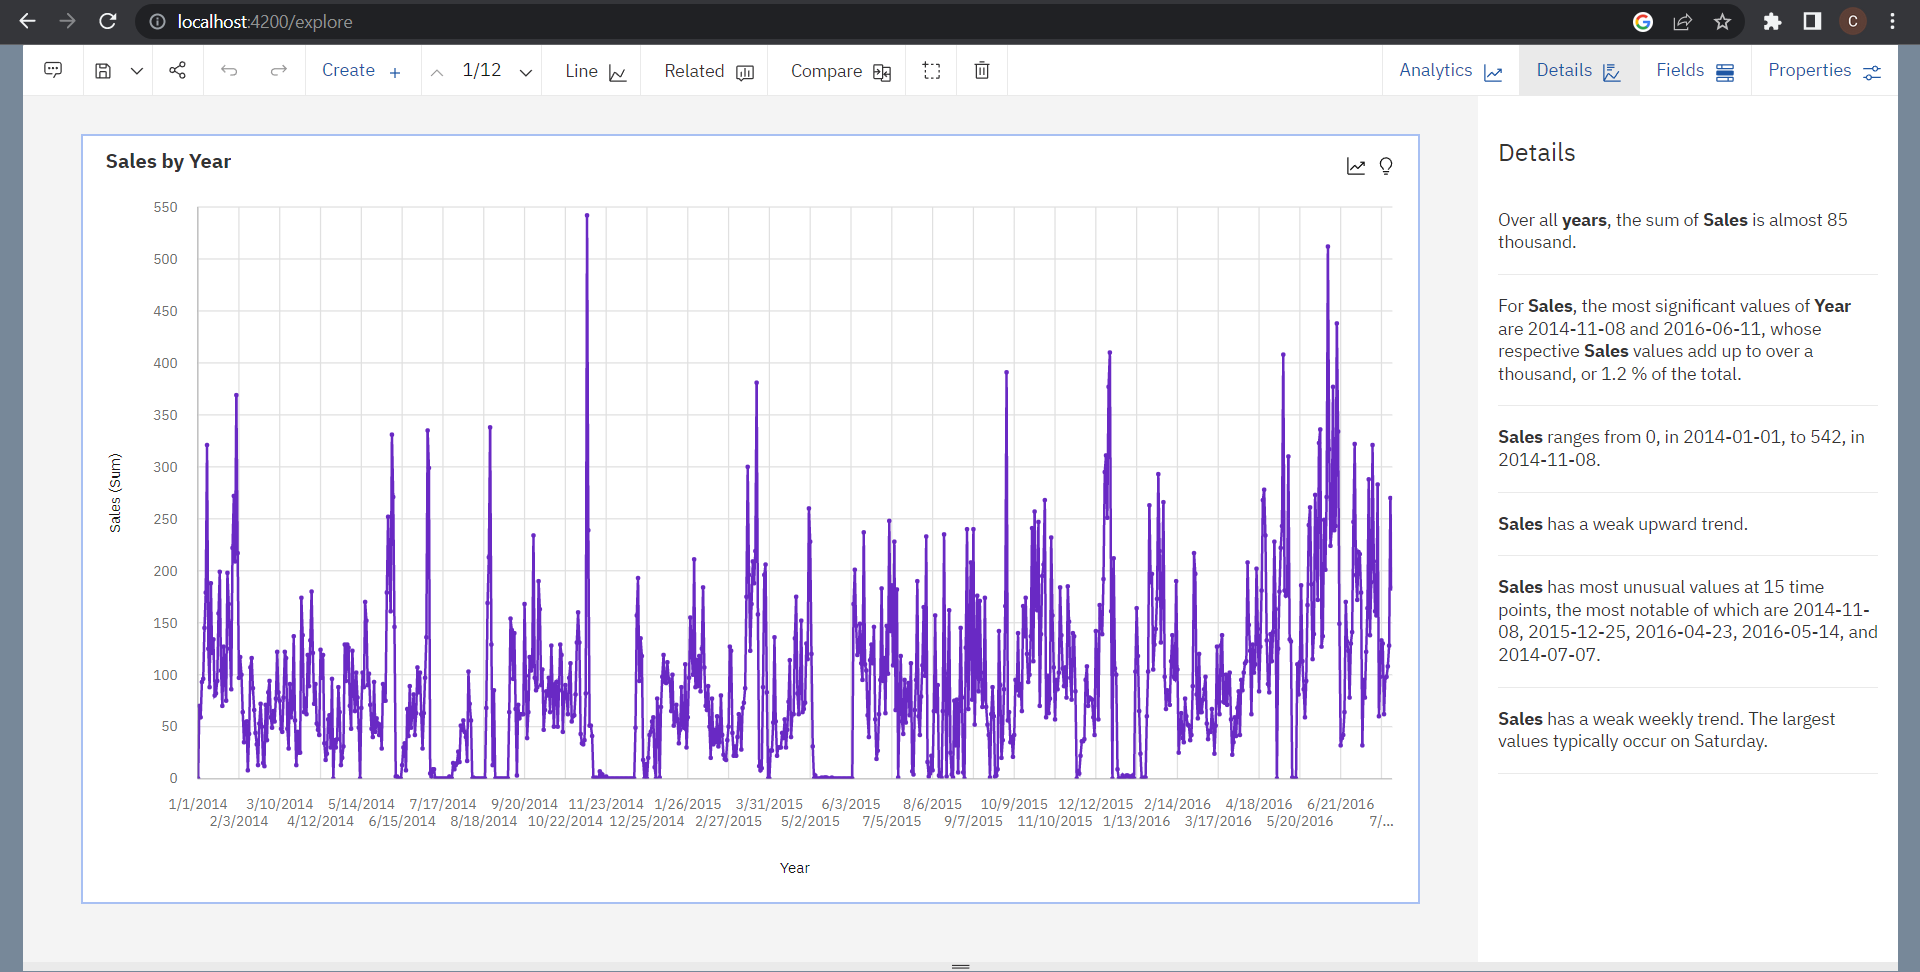 localhost:4200/explore
C
Create + 1/12 Line Related Compare Analytics Details Fields Properties
Sales by Year
550
500
450
400
350
300
250
200
150
100
50
0
Sales (Sum)
1/1/2014 3/10/2014 5/14/2014 7/17/2014 9/20/2014 11/23/2014 1/26/2015 3/31/2015 6/3/2015 8/6/2015 10/9/2015 12/12/2015 2/14/2016 4/18/2016 6/21/2016
2/3/2014 4/12/2014 6/15/2014 8/18/2014 10/22/2014 12/25/2014 2/27/2015 5/2/2015 7/5/2015 9/7/2015 11/10/2015 1/13/2016 3/17/2016 5/20/2016 7/...
Year
Details
Over all years, the sum of Sales is almost 85
thousand.
For Sales, the most significant values of Year
are 2014-11-08 and 2016-06-11, whose
respective Sales values add up to over a
thousand, or 1.2 % of the total.
Sales ranges from 0, in 2014-01-01, to 542, in
2014-11-08.
Sales has a weak upward trend.
Sales has most unusual values at 15 time
points, the most notable of which are 2014-11-
08, 2015-12-25, 2016-04-23, 2016-05-14, and
2014-07-07.
Sales has a weak weekly trend. The largest
values typically occur on Saturday.